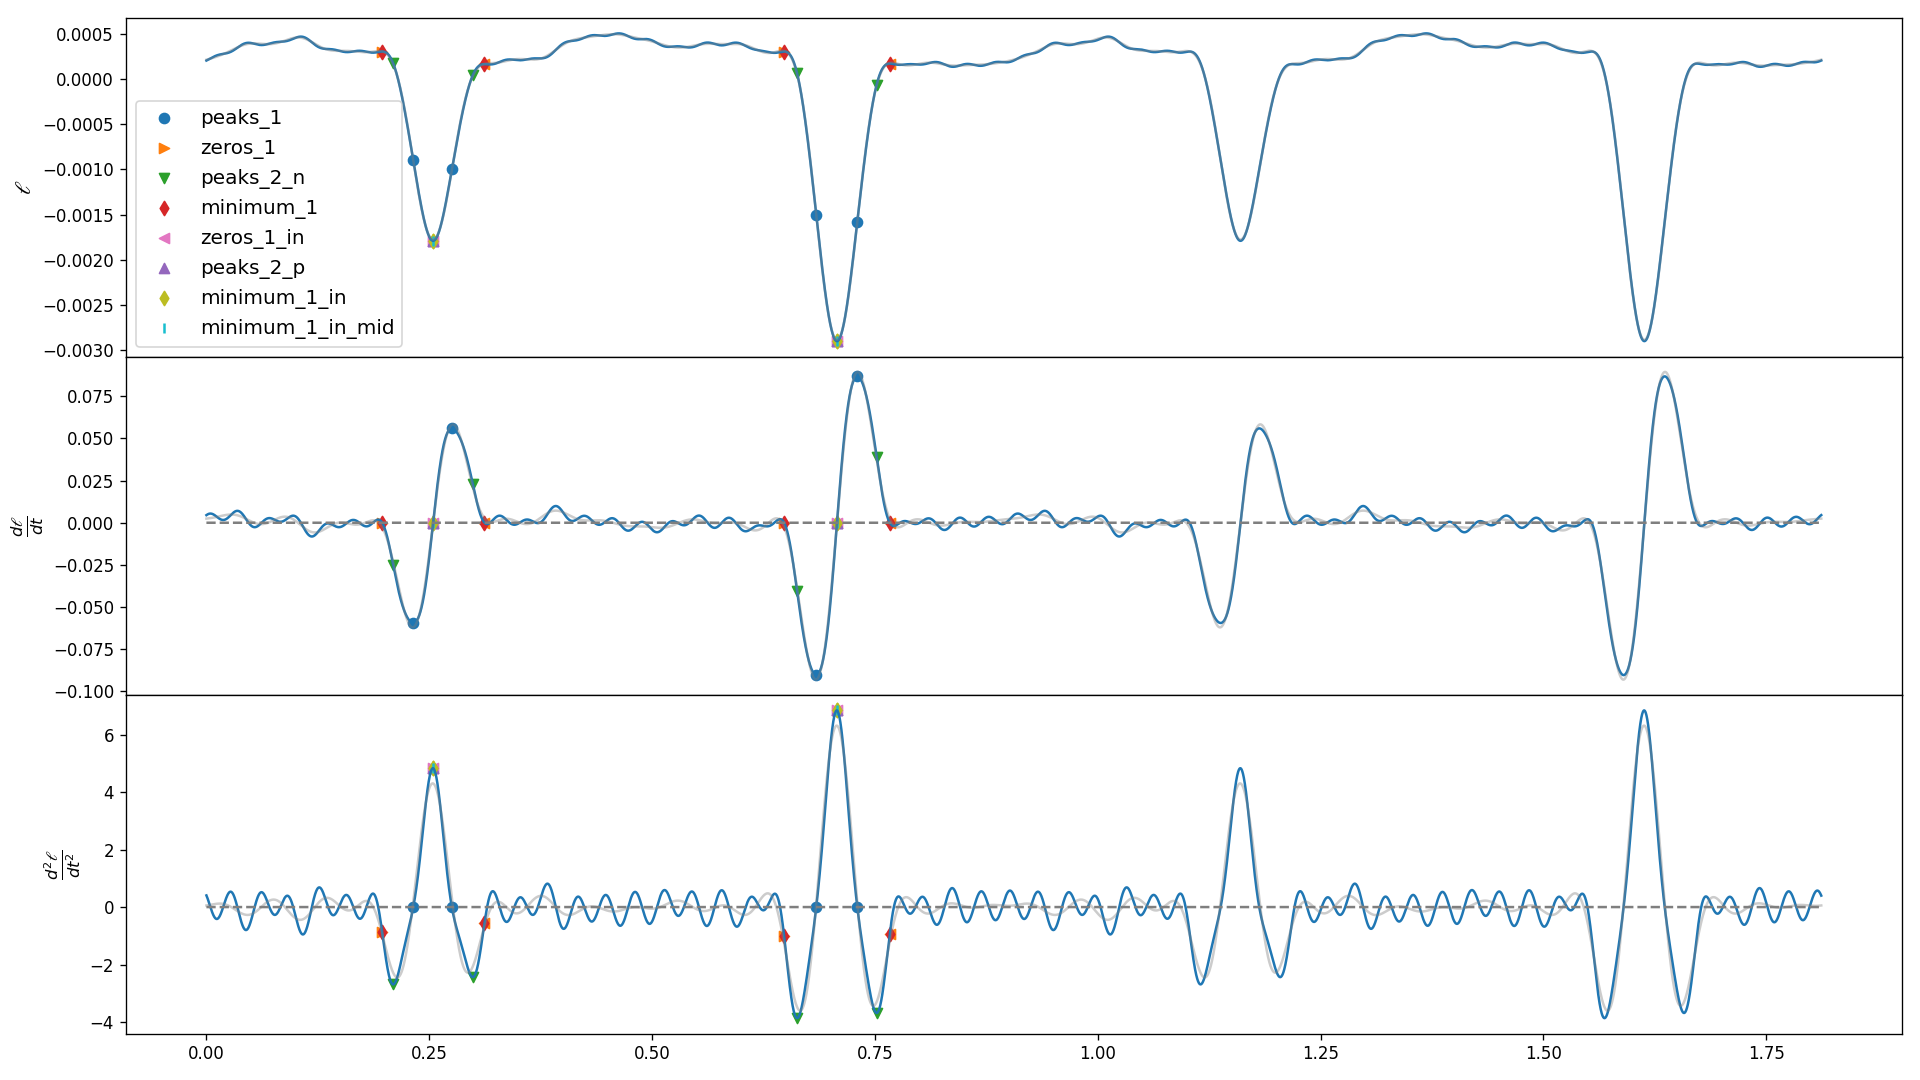 0.0005
0.0000
−0.0005
−0.0010
−0.0015
−0.0020
−0.0025
−0.0030
ℓ
peaks_1
zeros_1
peaks_2_n
minimum_1
zeros_1_in
peaks_2_p
minimum_1_in
minimum_1_in_mid
0.075
0.050
0.025
0.000
−0.025
−0.050
−0.075
−0.100
dℓ
dt
6
4
2
0
−2
−4
d²ℓ
dt²
0.00 0.25 0.50 0.75 1.00 1.25 1.50 1.75